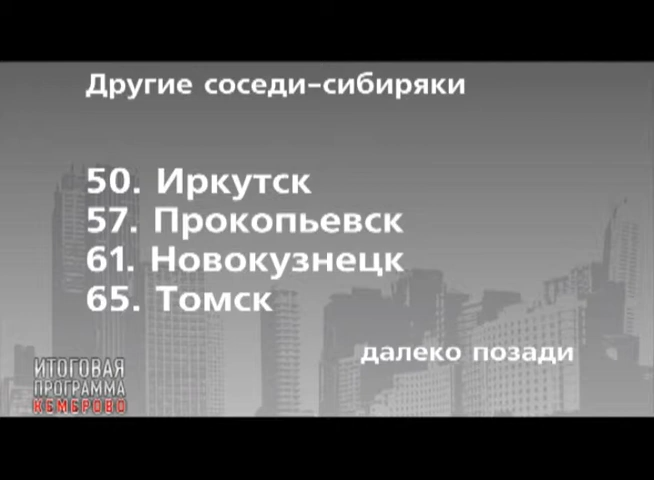 Другие соседи-сибиряки
50. Иркутск
57. Прокопьевск
61. Новокузнецк
65. Томск
далеко позади
ИТОГОВАЯ
ПРОГРАММА
КЕМЕРОВО